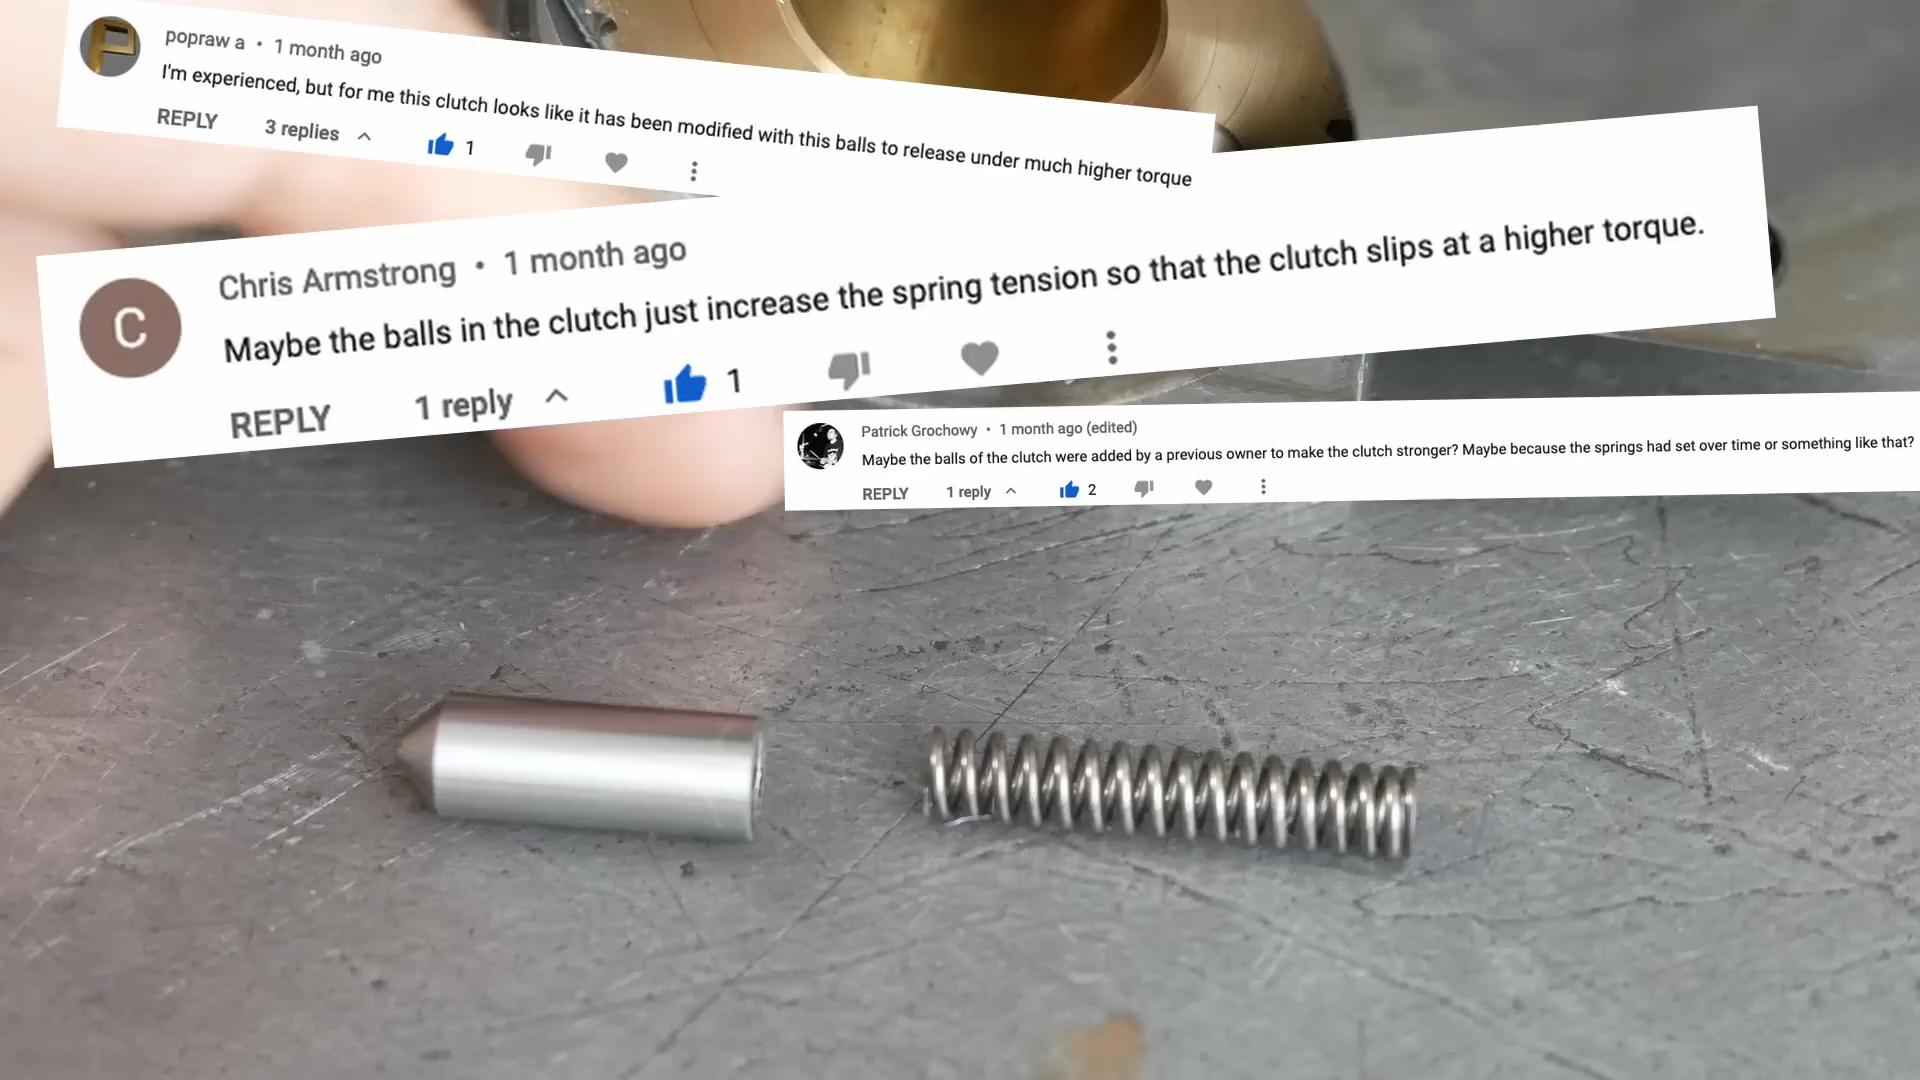 popraw a • 1 month ago
I'm experienced, but for me this clutch looks like it has been modified with this balls to release under much higher torque
REPLY 3 replies 1
C
Chris Armstrong • 1 month ago
Maybe the balls in the clutch just increase the spring tension so that the clutch slips at a higher torque.
REPLY 1 reply 1
Patrick Grochowy • 1 month ago (edited)
Maybe the balls of the clutch were added by a previous owner to make the clutch stronger? Maybe because the springs had set over time or something like that?
REPLY 1 reply 2